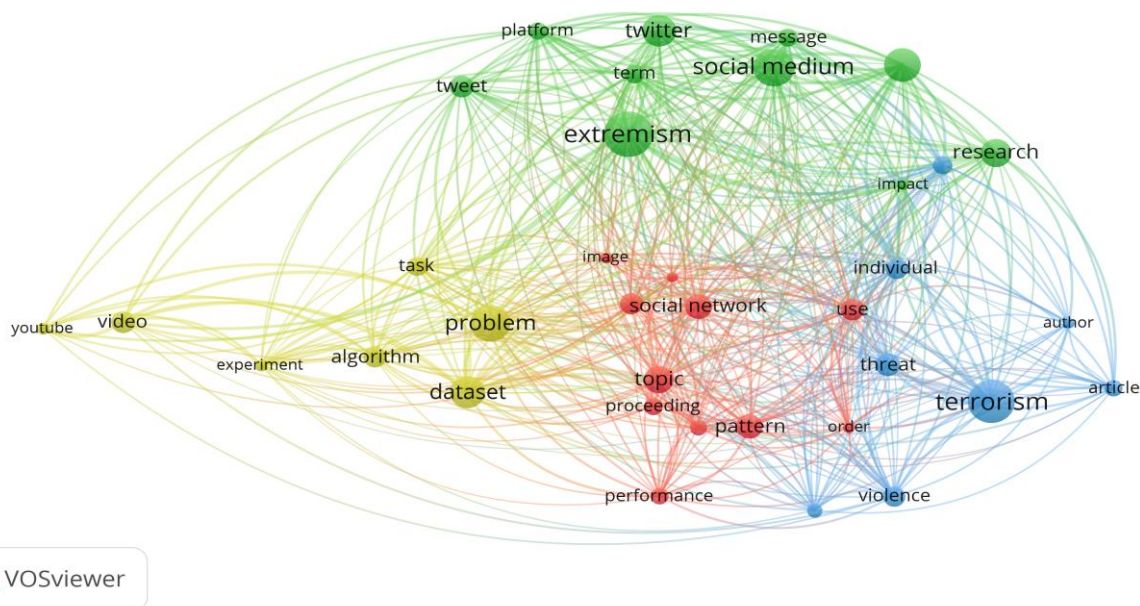 platform
twitter
message
social medium
term
tweet
extremism
research
impact
image
task
individual
social network
use
youtube
video
problem
author
experiment
algorithm
threat
dataset
topic
article
proceeding
terrorism
pattern
order
performance
violence
VOSviewer